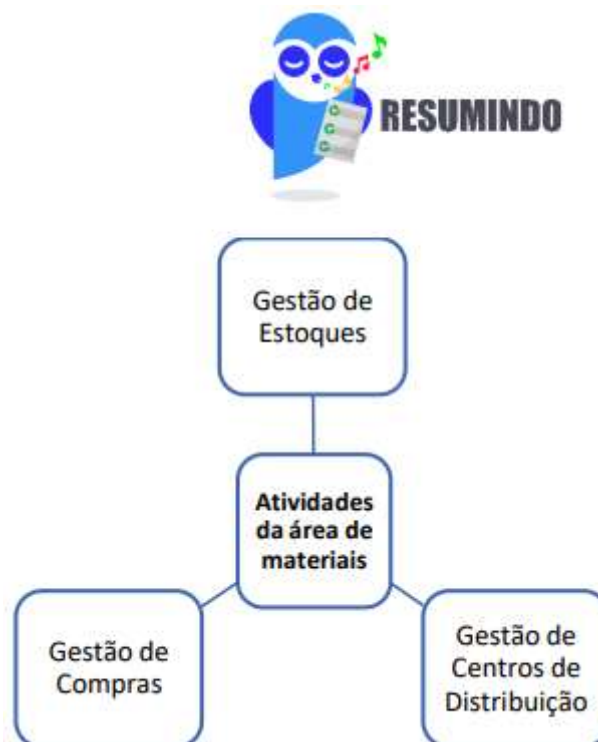 RESUMINDO
Gestão de
Estoques
Atividades
da área de
materiais
Gestão de
Compras
Gestão de
Centros de
Distribuição